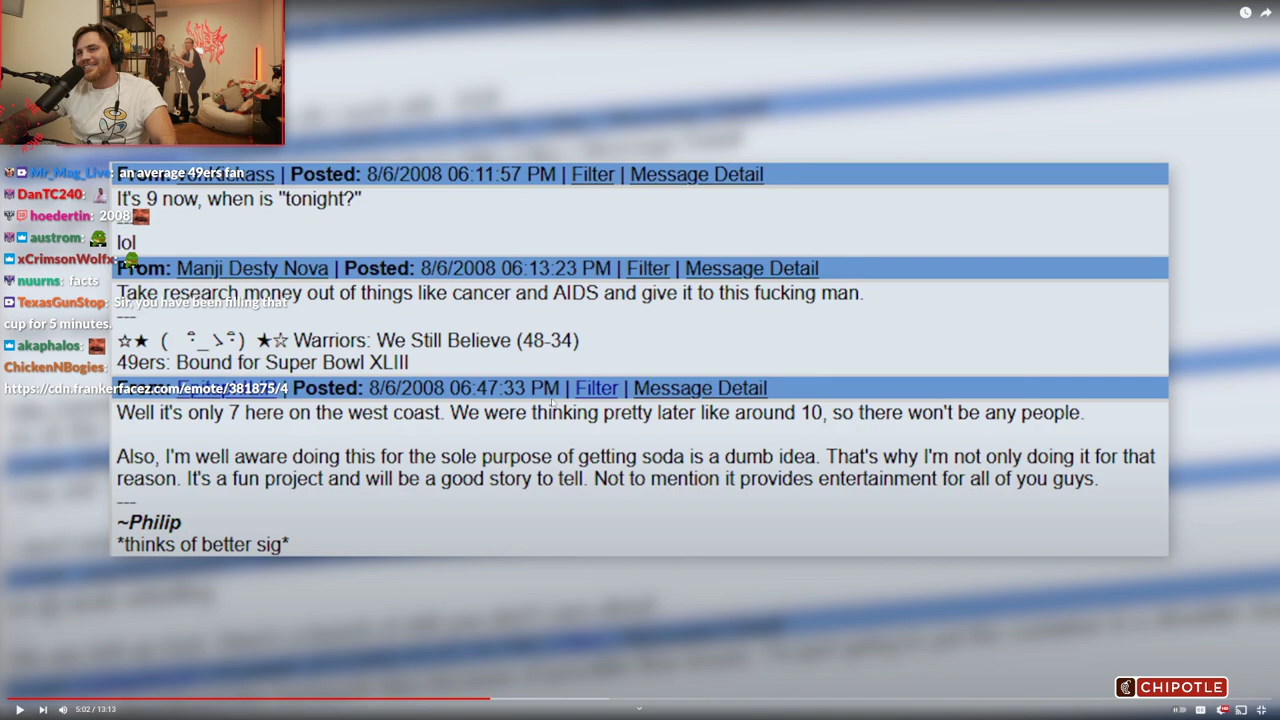 Mr_Mag_Live: an average 49ers fan
DanTC240:
hoedertin: 2008
austrom:
xCrimsonWolfx:
nuurns: facts
TexasGunStop: Sir, you have been filling that
cup for 5 minutes.
akaphalos:
ChickenNBogies:
https://cdn.frankerfacez.com/emote/381875/4
| Posted: 8/6/2008 06:11:57 PM | Filter | Message Detail
It's 9 now, when is "tonight?"
---
lol
From: Manji Desty Nova | Posted: 8/6/2008 06:13:23 PM | Filter | Message Detail
Take research money out of things like cancer and AIDS and give it to this fucking man.
---
☆★ ( ͡° ͜ʖ ͡°) ★☆ Warriors: We Still Believe (48-34)
49ers: Bound for Super Bowl XLIII
Posted: 8/6/2008 06:47:33 PM | Filter | Message Detail
Well it's only 7 here on the west coast. We were thinking pretty later like around 10, so there won't be any people.
Also, I'm well aware doing this for the sole purpose of getting soda is a dumb idea. That's why I'm not only doing it for that
reason. It's a fun project and will be a good story to tell. Not to mention it provides entertainment for all of you guys.
---
~Philip
*thinks of better sig*
CHIPOTLE
5:02 / 13:13